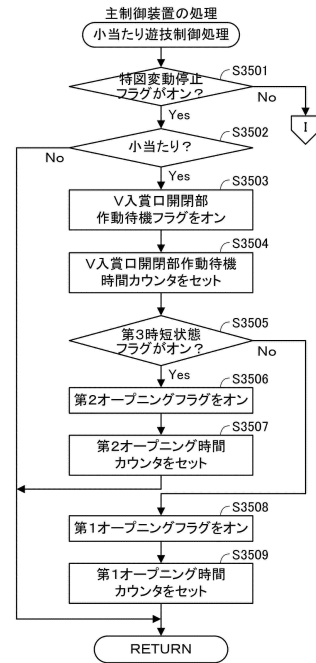 主制御装置の処理
小当たり遊技制御処理
S3501
特図変動停止
フラグがオン？
No
I
Yes
S3502
No
小当たり？
Yes
S3503
V入賞口開閉部
作動待機フラグをオン
S3504
V入賞口開閉部作動待機
時間カウンタをセット
S3505
第3時短状態
フラグがオン？
No
Yes
S3506
第2オープニングフラグをオン
S3507
第2オープニング時間
カウンタをセット
S3508
第1オープニングフラグをオン
S3509
第1オープニング時間
カウンタをセット
RETURN